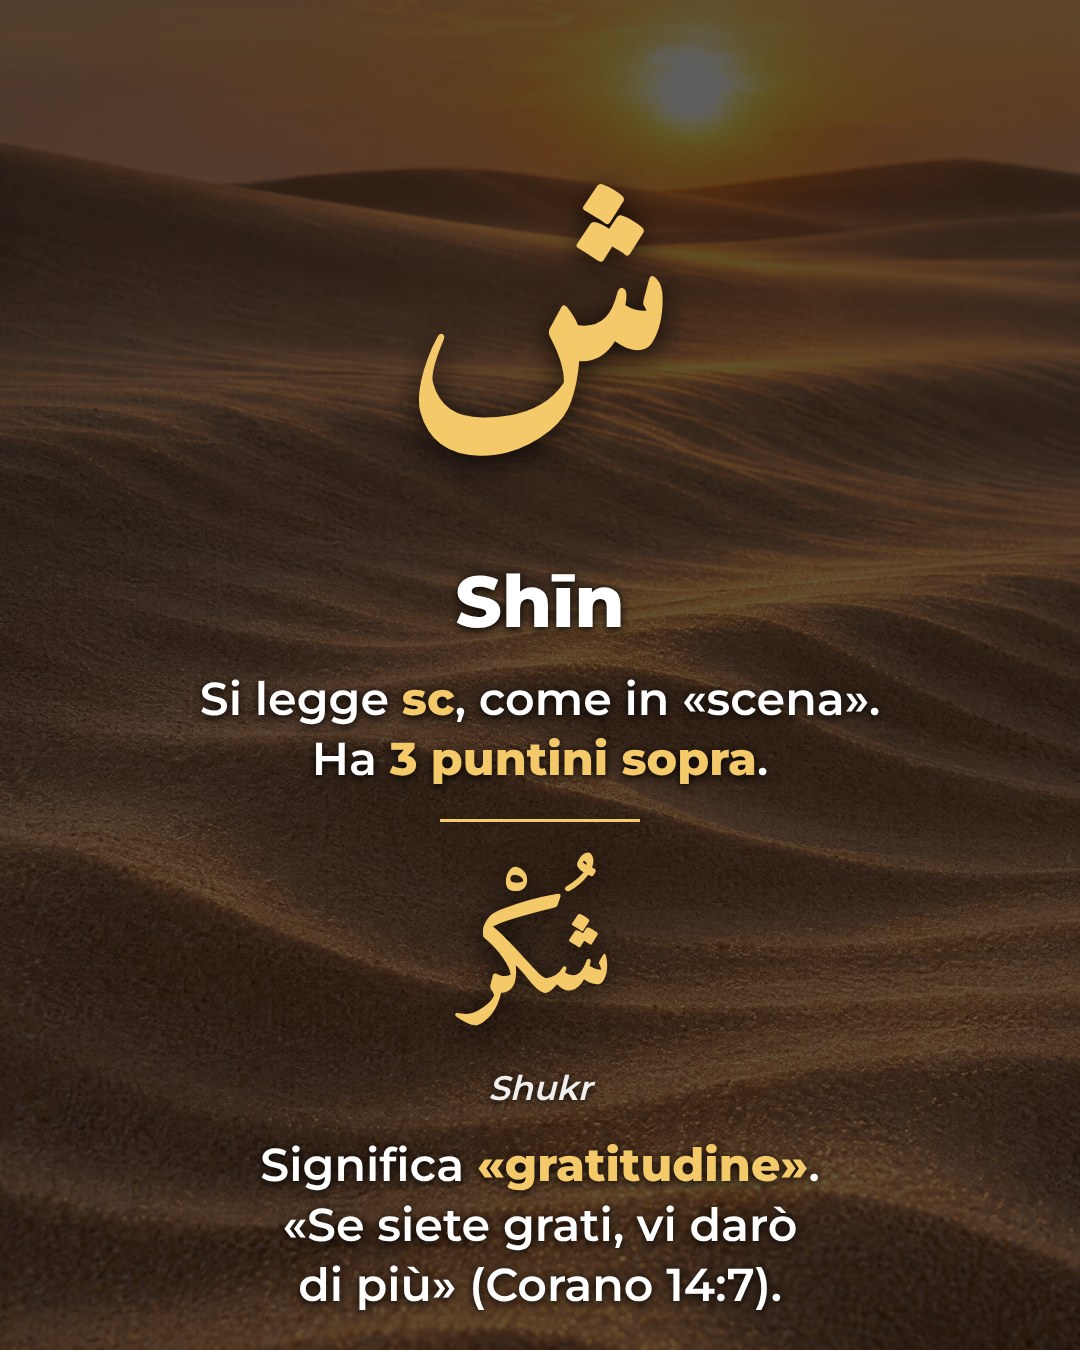 ش
Shīn
Si legge sc, come in «scena».
Ha 3 puntini sopra.
شُكْر
Shukr
Significa «gratitudine».
«Se siete grati, vi darò
di più» (Corano 14:7).